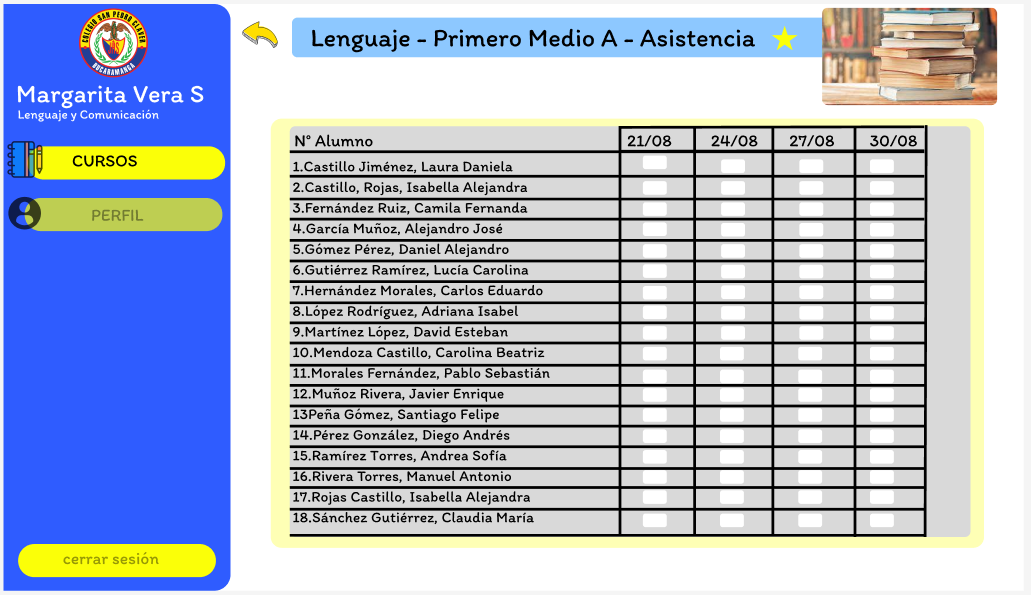 COLEGIO SAN PEDRO CLAVER
BUCARAMANGA
Margarita Vera S
Lenguaje y Comunicación
CURSOS
PERFIL
cerrar sesión
Lenguaje - Primero Medio A - Asistencia
N° Alumno 21/08 24/08 27/08 30/08
1.Castillo Jiménez, Laura Daniela
2.Castillo, Rojas, Isabella Alejandra
3.Fernández Ruiz, Camila Fernanda
4.García Muñoz, Alejandro José
5.Gómez Pérez, Daniel Alejandro
6.Gutiérrez Ramírez, Lucía Carolina
7.Hernández Morales, Carlos Eduardo
8.López Rodríguez, Adriana Isabel
9.Martínez López, David Esteban
10.Mendoza Castillo, Carolina Beatriz
11.Morales Fernández, Pablo Sebastián
12.Muñoz Rivera, Javier Enrique
13Peña Gómez, Santiago Felipe
14.Pérez González, Diego Andrés
15.Ramírez Torres, Andrea Sofía
16.Rivera Torres, Manuel Antonio
17.Rojas Castillo, Isabella Alejandra
18.Sánchez Gutiérrez, Claudia María